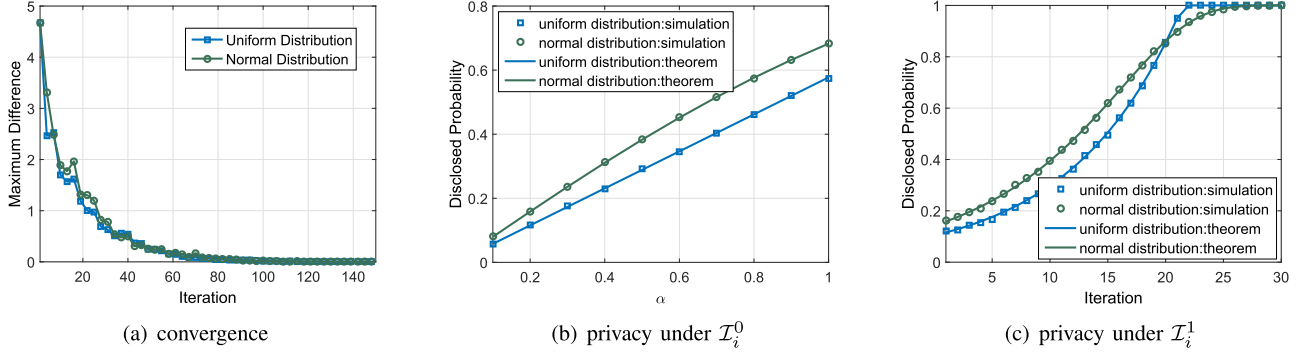 Maximum Difference
5
4
3
2
1
0
20 40 60 80 100 120 140
Iteration
Uniform Distribution
Normal Distribution
(a) convergence
Disclosed Probability
0.8
0.6
0.4
0.2
0
0.2 0.4 0.6 0.8 1
α
uniform distribution:simulation
normal distribution:simulation
uniform distribution:theorem
normal distribution:theorem
(b) privacy under $\mathcal{I}_i^0$
Disclosed Probability
1
0.8
0.6
0.4
0.2
0
5 10 15 20 25 30
Iteration
uniform distribution:simulation
normal distribution:simulation
uniform distribution:theorem
normal distribution:theorem
(c) privacy under $\mathcal{I}_i^1$